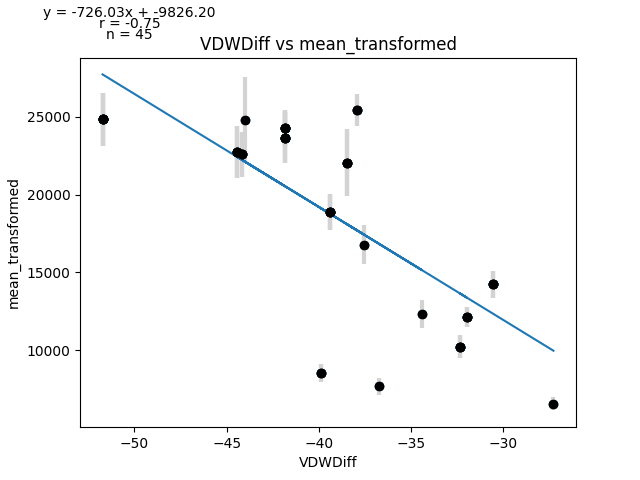 y = -726.03x + -9826.20
r = -0.75
n = 45
VDWDiff vs mean_transformed
25000
20000
15000
10000
mean_transformed
−50
−45
−40
−35
−30
VDWDiff